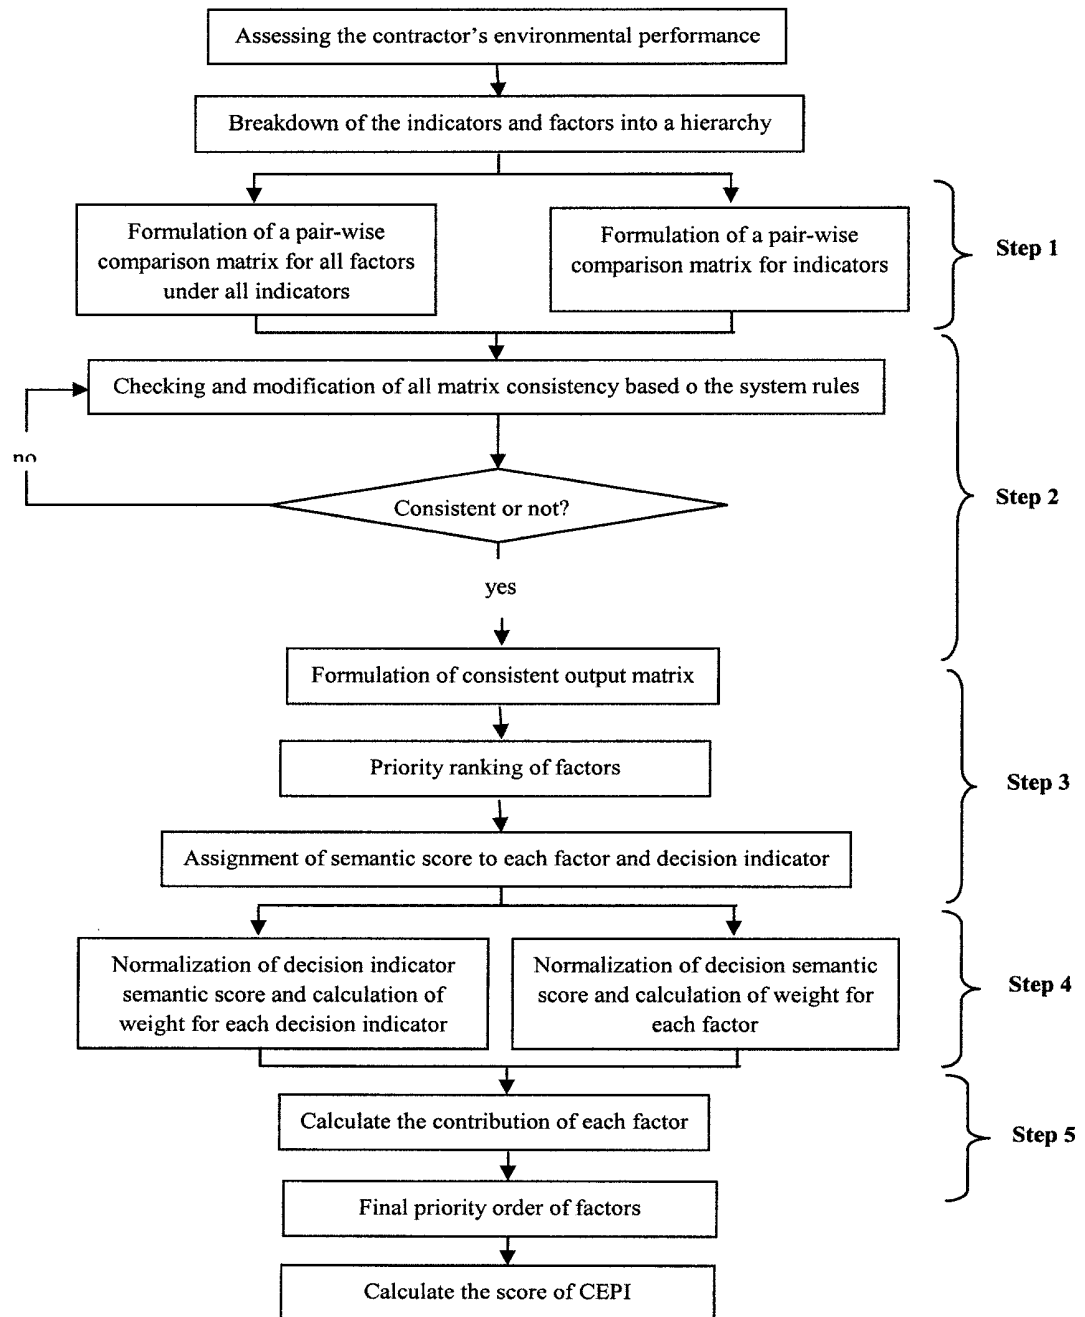 Assessing the contractor's environmental performance
Breakdown of the indicators and factors into a hierarchy
Formulation of a pair-wise
comparison matrix for all factors
under all indicators
Formulation of a pair-wise
comparison matrix for indicators
Step 1
Checking and modification of all matrix consistency based o the system rules
no
Consistent or not?
Step 2
yes
Formulation of consistent output matrix
Priority ranking of factors
Step 3
Assignment of semantic score to each factor and decision indicator
Normalization of decision indicator
semantic score and calculation of
weight for each decision indicator
Normalization of decision semantic
score and calculation of weight for
each factor
Step 4
Calculate the contribution of each factor
Step 5
Final priority order of factors
Calculate the score of CEPI